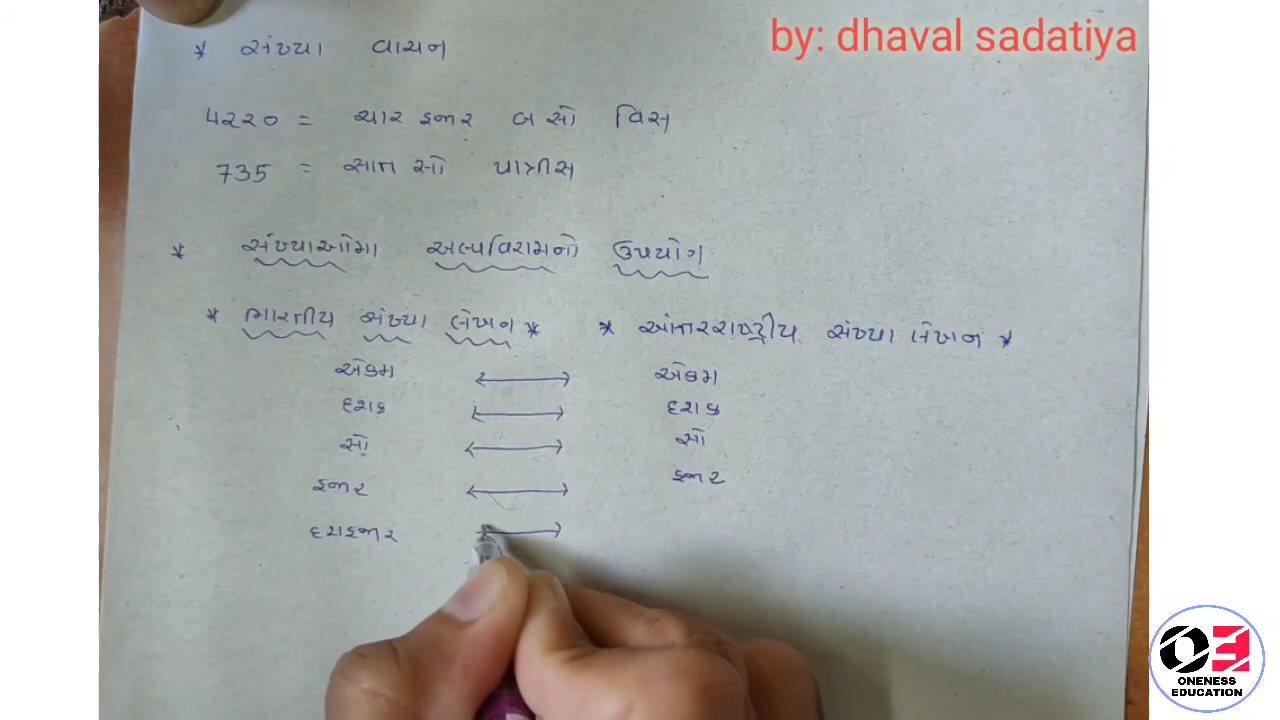 by: dhaval sadatiya
* સંખ્યા વાચન
4220 = ચાર હજાર બ સો વિસ
735 = સાત સો પાત્રીસ
* સંખ્યાઓમા અલ્પવિરામનો ઉપયોગ
* ભારતીય સંખ્યા લેખન * * આંતરરાષ્ટ્રીય સંખ્યા લેખન *
એકમ ↔ એકમ
દશક ↔ દશક
સો ↔ સો
હજાર ↔ હજાર
દશહજાર
ONENESS
EDUCATION